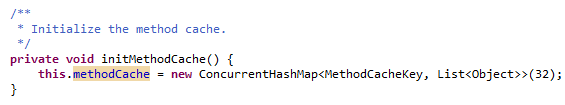 /**
 * Initialize the method cache.
 */
private void initMethodCache() {
    this.methodCache = new ConcurrentHashMap<MethodCacheKey, List<Object>>(32);
}